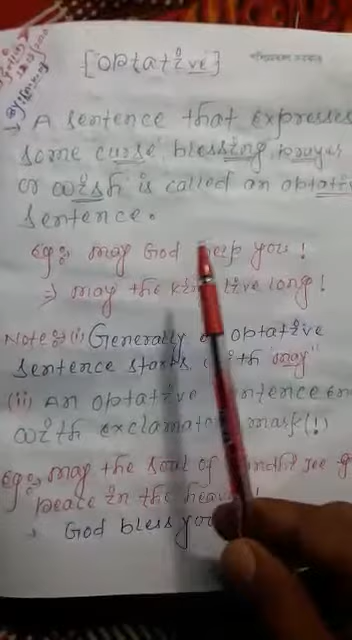 [optative]
→ A sentence that expresses
some curse, blessing, prayer
or wish is called an optative
sentence.
Eg: may God help you!
⇒ may the king live long!
Note: (i) Generally optative
sentence starts with "may"
(ii) An optative sentence
with exclamatory mark(!)
Eg:, may the soul of
peace in the heaven!
God bless you